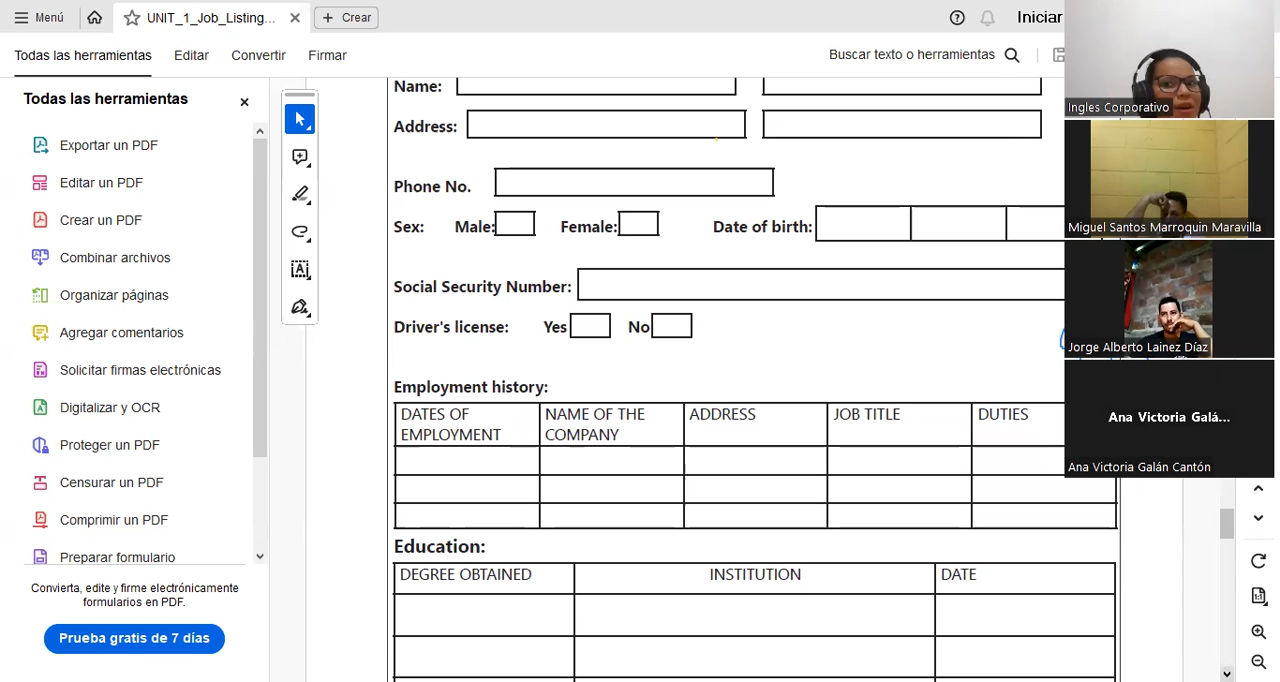 Menú
UNIT_1_Job_Listing...
Crear
Iniciar
Todas las herramientas
Editar
Convertir
Firmar
Buscar texto o herramientas
Todas las herramientas
Exportar un PDF
Editar un PDF
Crear un PDF
Combinar archivos
Organizar páginas
Agregar comentarios
Solicitar firmas electrónicas
Digitalizar y OCR
Proteger un PDF
Censurar un PDF
Comprimir un PDF
Preparar formulario
Convierta, edite y firme electrónicamente
formularios en PDF.
Prueba gratis de 7 días
Name:
Address:
Phone No.
Sex: Male: Female: Date of birth:
Social Security Number:
Driver's license: Yes No
Employment history:
DATES OF EMPLOYMENT NAME OF THE COMPANY ADDRESS JOB TITLE DUTIES
Education:
DEGREE OBTAINED INSTITUTION DATE
Ingles Corporativo
Miguel Santos Marroquin Maravilla
Jorge Alberto Lainez Díaz
Ana Victoria Galá...
Ana Victoria Galán Cantón